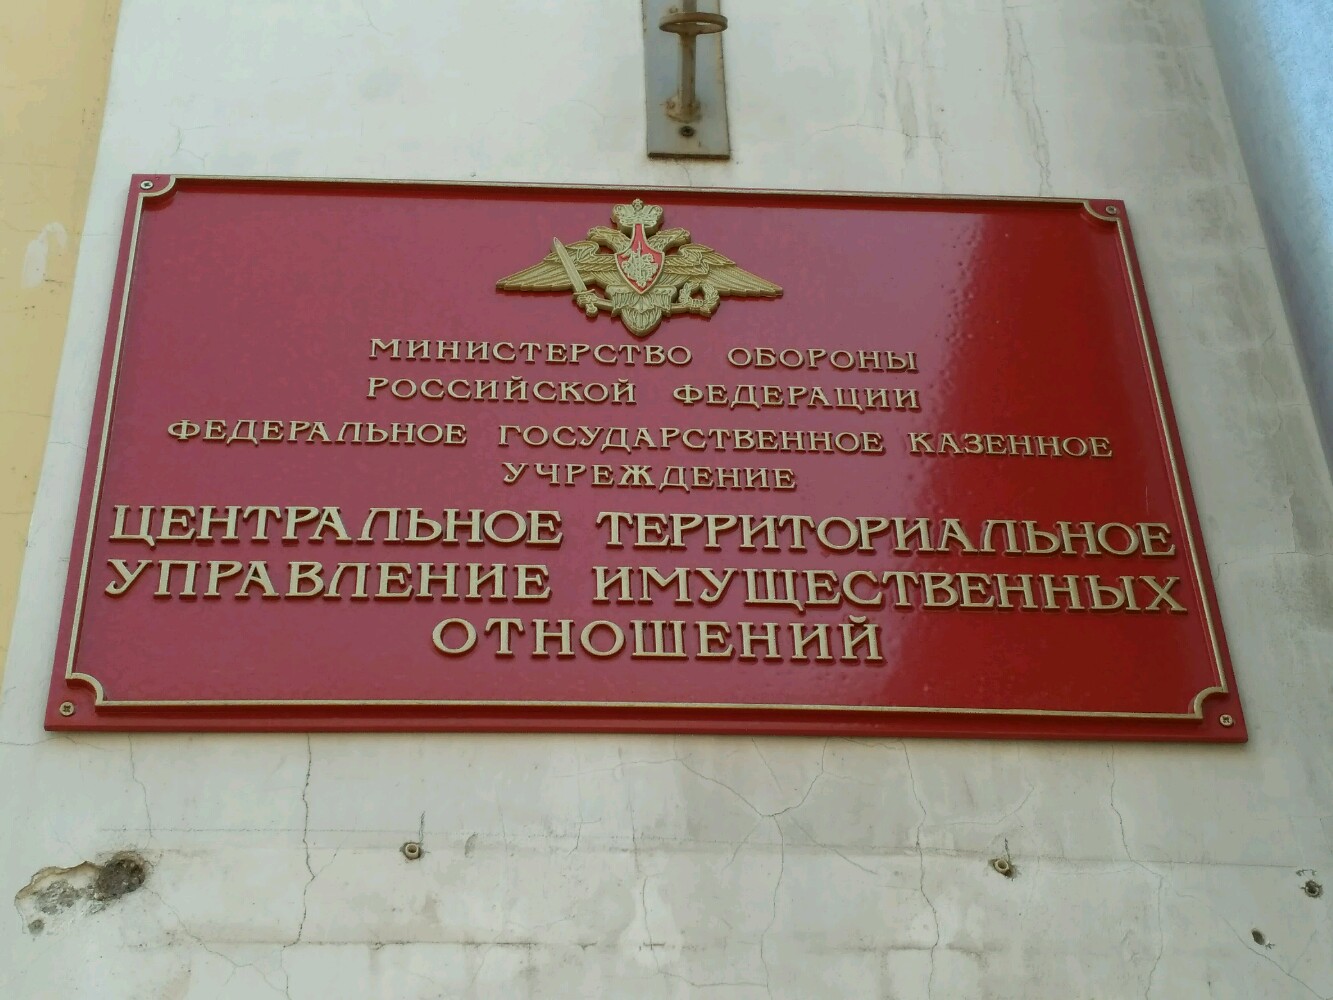 МИНИСТЕРСТВО ОБОРОНЫ
РОССИЙСКОЙ ФЕДЕРАЦИИ
ФЕДЕРАЛЬНОЕ ГОСУДАРСТВЕННОЕ КАЗЕННОЕ
УЧРЕЖДЕНИЕ
ЦЕНТРАЛЬНОЕ ТЕРРИТОРИАЛЬНОЕ
УПРАВЛЕНИЕ ИМУЩЕСТВЕННЫХ
ОТНОШЕНИЙ